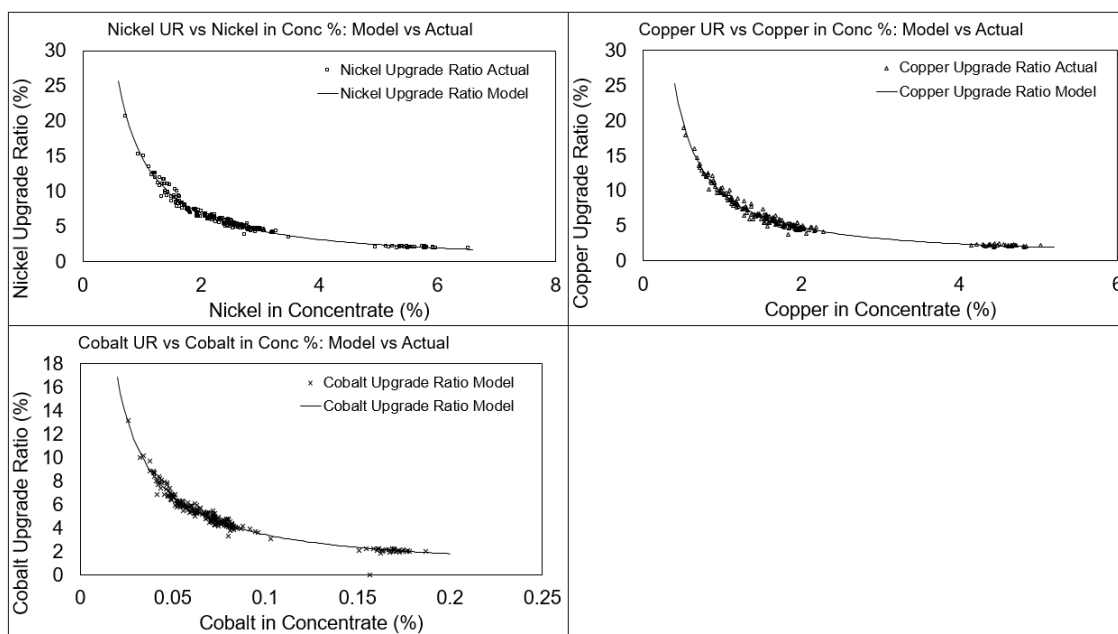 Nickel UR vs Nickel in Conc %: Model vs Actual
30
25
20
15
10
5
0
0 2 4 6 8
Nickel Upgrade Ratio (%)
Nickel in Concentrate (%)
Nickel Upgrade Ratio Actual
Nickel Upgrade Ratio Model
Copper UR vs Copper in Conc %: Model vs Actual
30
25
20
15
10
5
0
0 2 4 6
Copper Upgrade Ratio (%)
Copper in Concentrate (%)
Copper Upgrade Ratio Actual
Copper Upgrade Ratio Model
Cobalt UR vs Cobalt in Conc %: Model vs Actual
18
16
14
12
10
8
6
4
2
0
0 0.05 0.1 0.15 0.2 0.25
Cobalt Upgrade Ratio (%)
Cobalt in Concentrate (%)
Cobalt Upgrade Ratio Model
Cobalt Upgrade Ratio Model